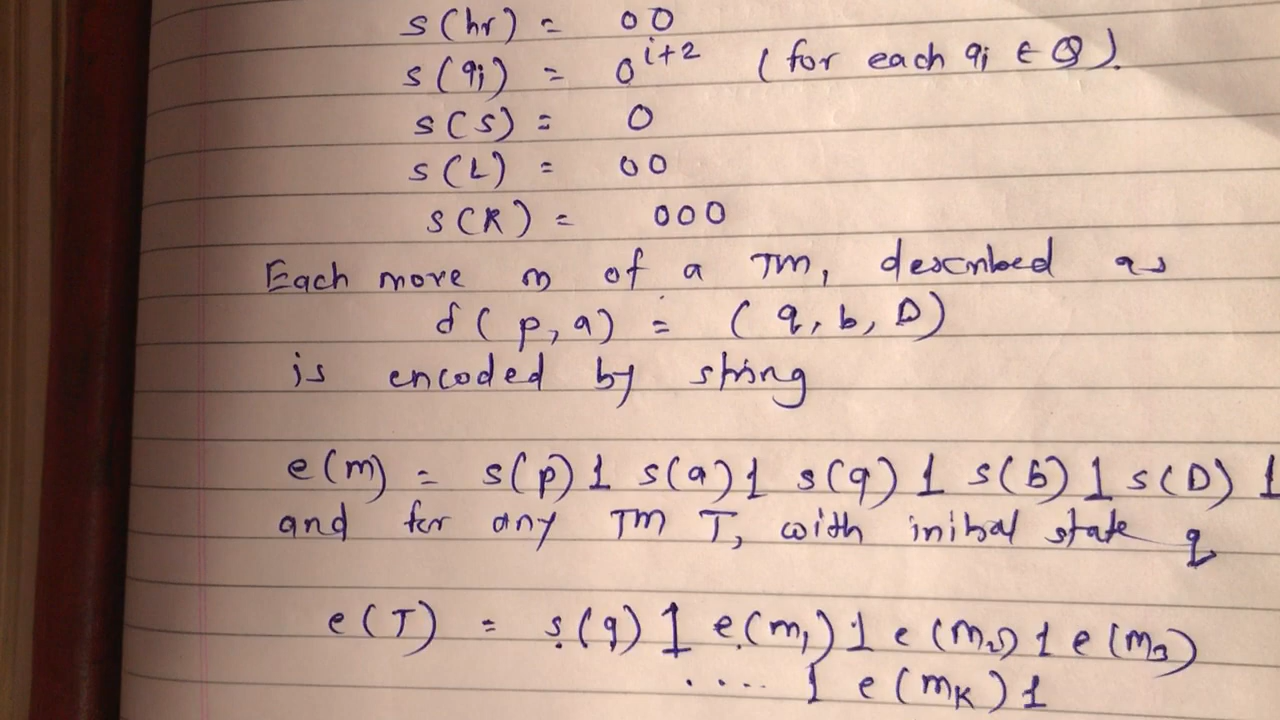 s(hr) = 00
s(qi) = 0^{i+2} (for each qi ∈ Q).
s(S) = 0
s(L) = 00
s(R) = 000
Each move m of a TM, described as
δ(p,a) = (q, b, D)
is encoded by string
e(m) = s(p)1 s(a)1 s(q)1 s(b)1 s(D)1
and for any TM T, with initial state q
e(T) = s(q)1 e(m₁)1 e(m₂)1 e(m₃)
.... 1 e(mK)1